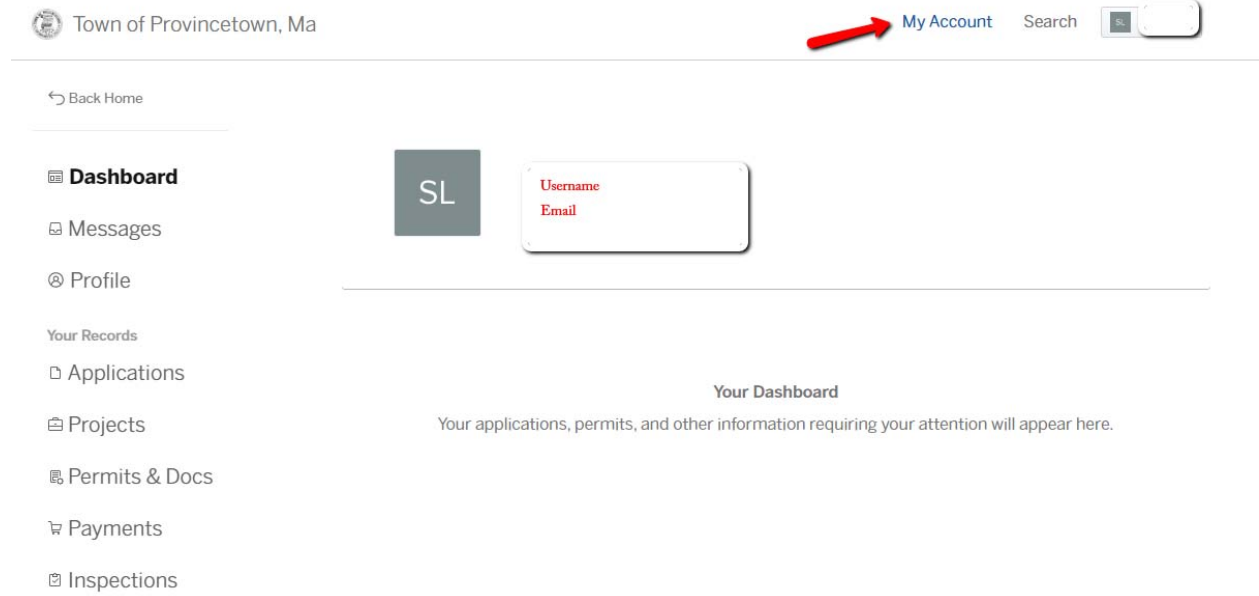 Town of Provincetown, Ma
My Account
Search
SL
Back Home
Dashboard
Messages
Profile
Your Records
Applications
Projects
Permits & Docs
Payments
Inspections
SL
Username
Email
Your Dashboard
Your applications, permits, and other information requiring your attention will appear here.